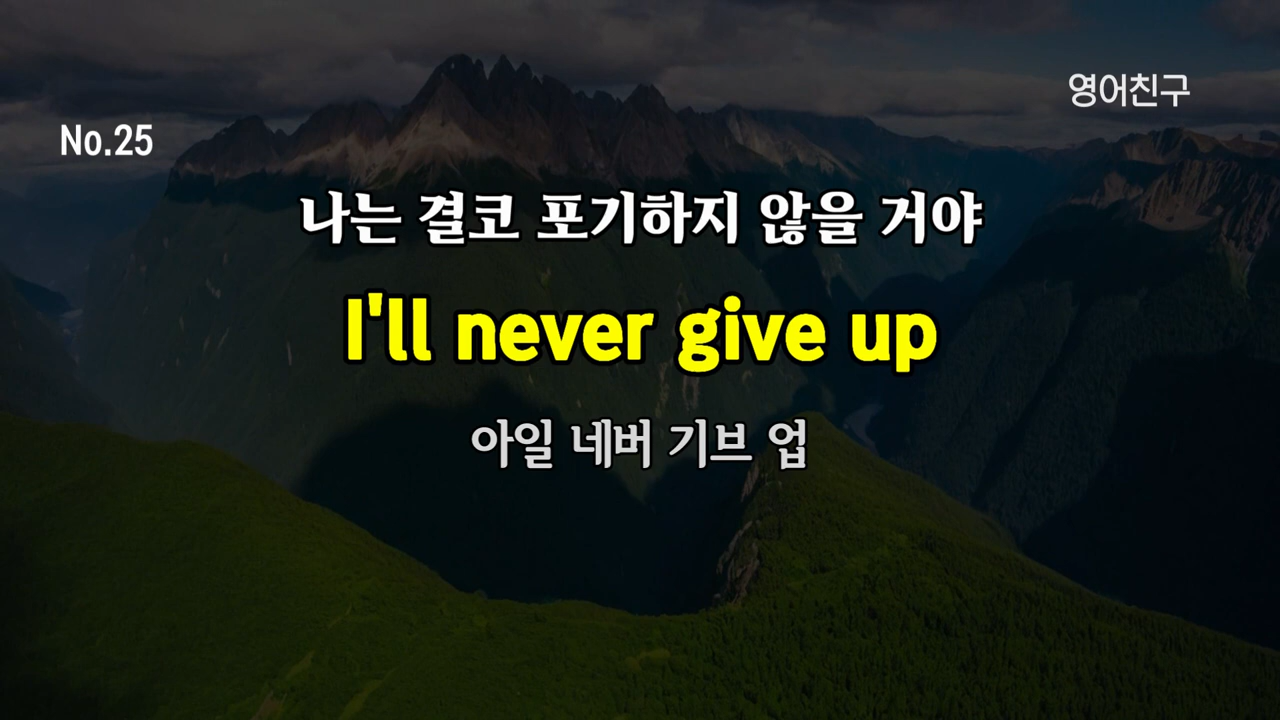 영어친구
No.25
나는 결코 포기하지 않을 거야
I'll never give up
아일 네버 기브 업